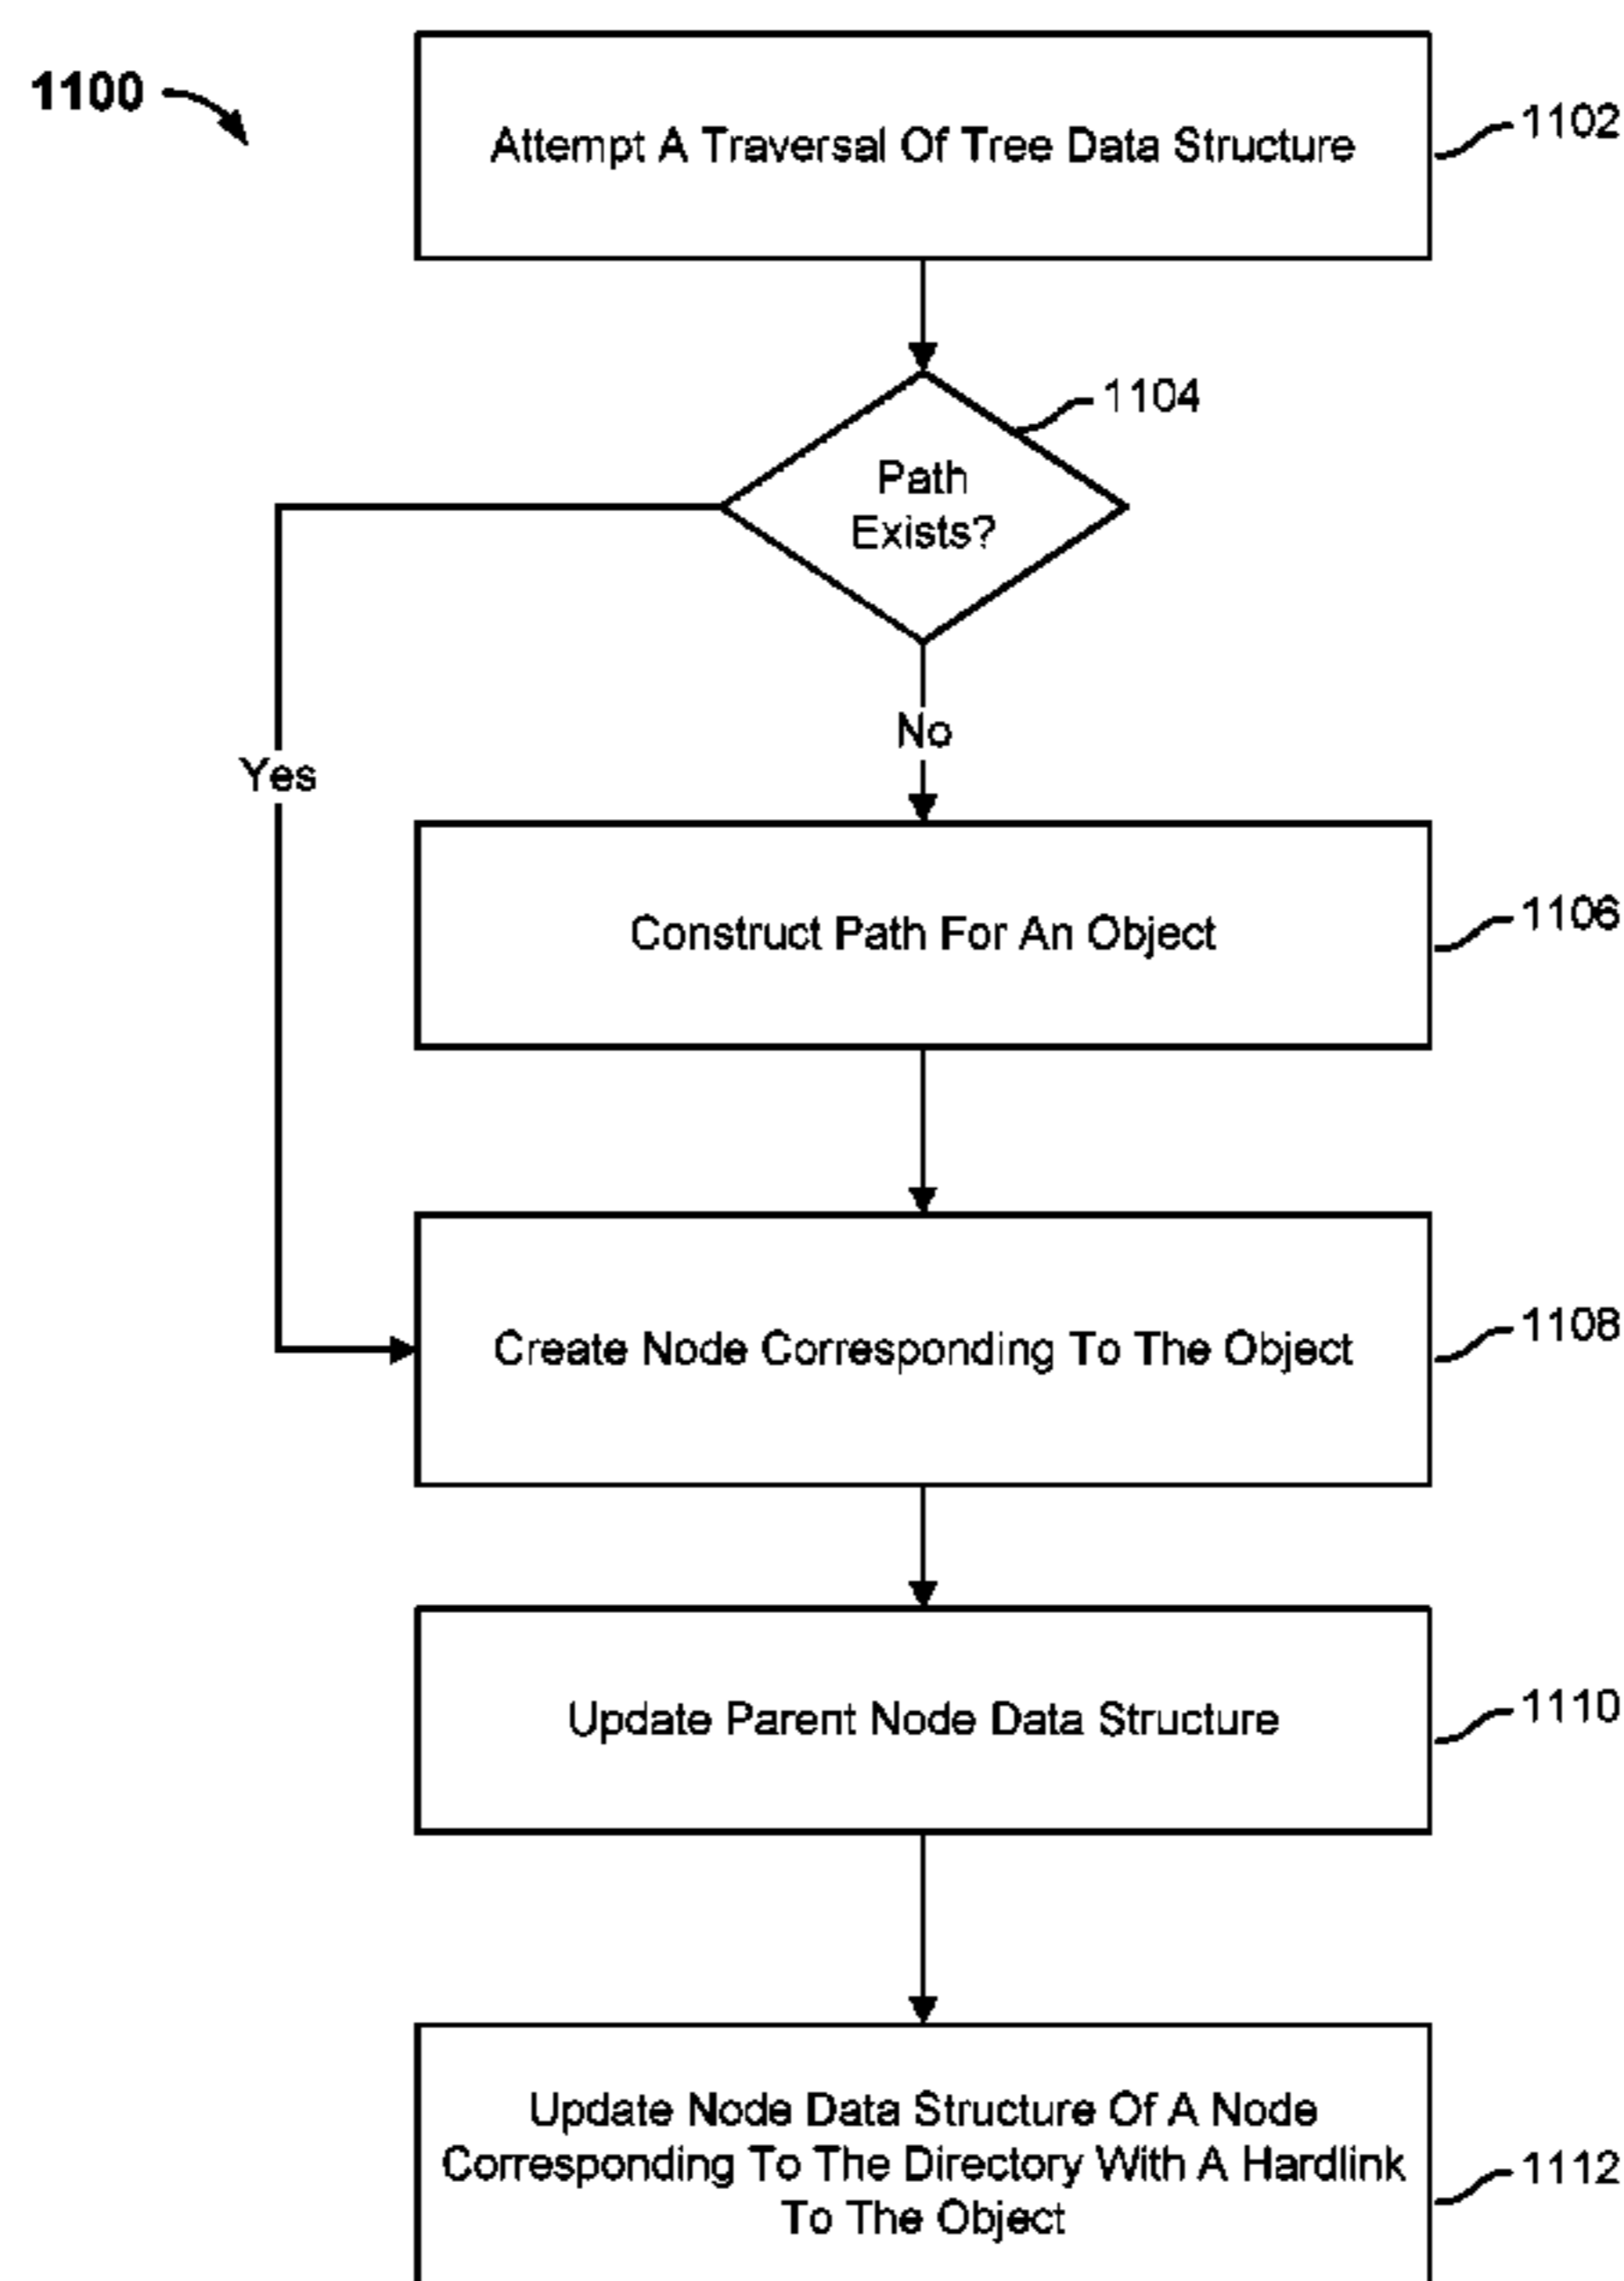 1100
Attempt A Traversal Of Tree Data Structure
1102
1104
Path
Exists?
No
Yes
Construct Path For An Object
1106
Create Node Corresponding To The Object
1108
Update Parent Node Data Structure
1110
Update Node Data Structure Of A Node
Corresponding To The Directory With A Hardlink
To The Object
1112